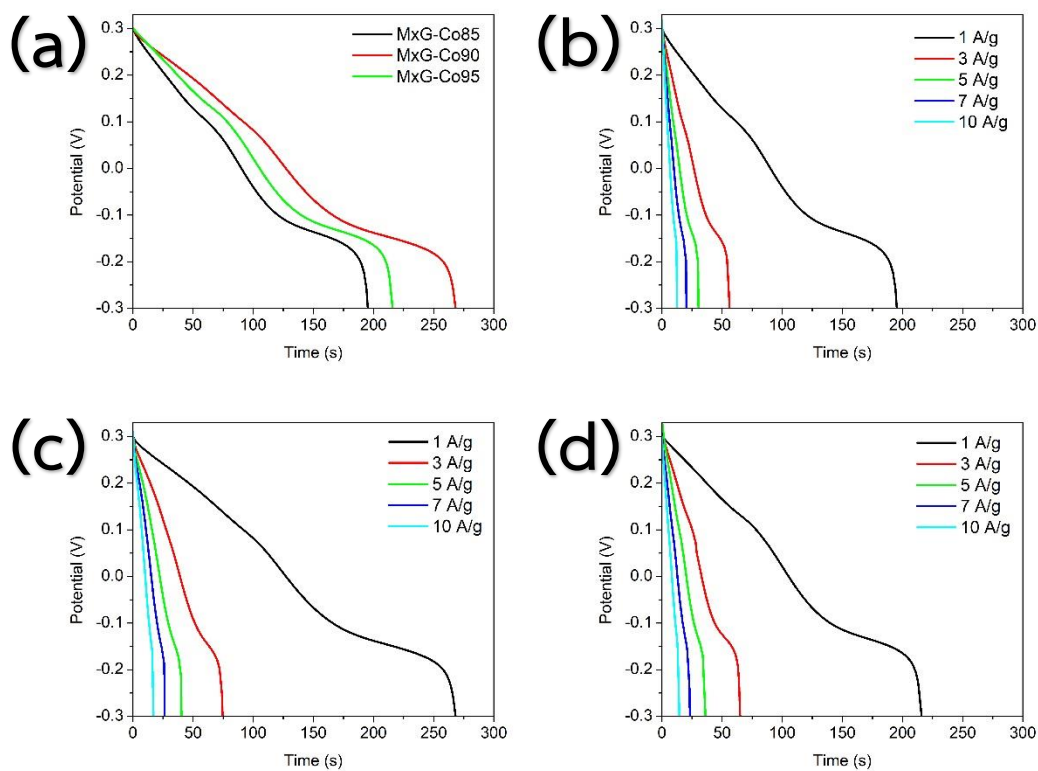 (a)
MxG-Co85
MxG-Co90
MxG-Co95
0.3
0.2
0.1
0.0
-0.1
-0.2
-0.3
Potential (V)
0 50 100 150 200 250 300
Time (s)
(b)
1 A/g
3 A/g
5 A/g
7 A/g
10 A/g
0.3
0.2
0.1
0.0
-0.1
-0.2
-0.3
Potential (V)
0 50 100 150 200 250 300
Time (s)
(c)
1 A/g
3 A/g
5 A/g
7 A/g
10 A/g
0.3
0.2
0.1
0.0
-0.1
-0.2
-0.3
Potential (V)
0 50 100 150 200 250 300
Time (s)
(d)
1 A/g
3 A/g
5 A/g
7 A/g
10 A/g
0.3
0.2
0.1
0.0
-0.1
-0.2
-0.3
Potential (V)
0 50 100 150 200 250 300
Time (s)